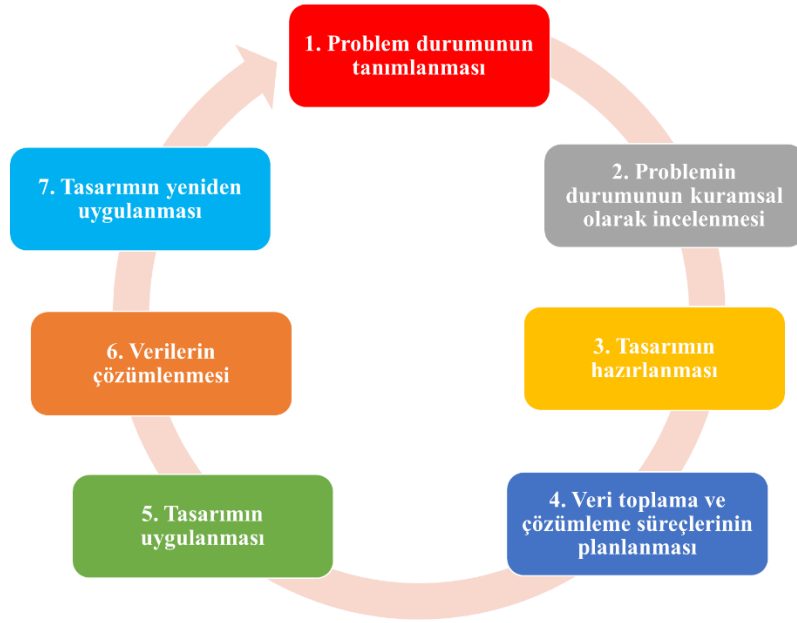 1. Problem durumunun
tanımlanması
2. Problemin
durumunun kuramsal
olarak incelenmesi
3. Tasarımın
hazırlanması
4. Veri toplama ve
çözümleme süreçlerinin
planlanması
5. Tasarımın
uygulanması
6. Verilerin
çözümlenmesi
7. Tasarımın yeniden
uygulanması